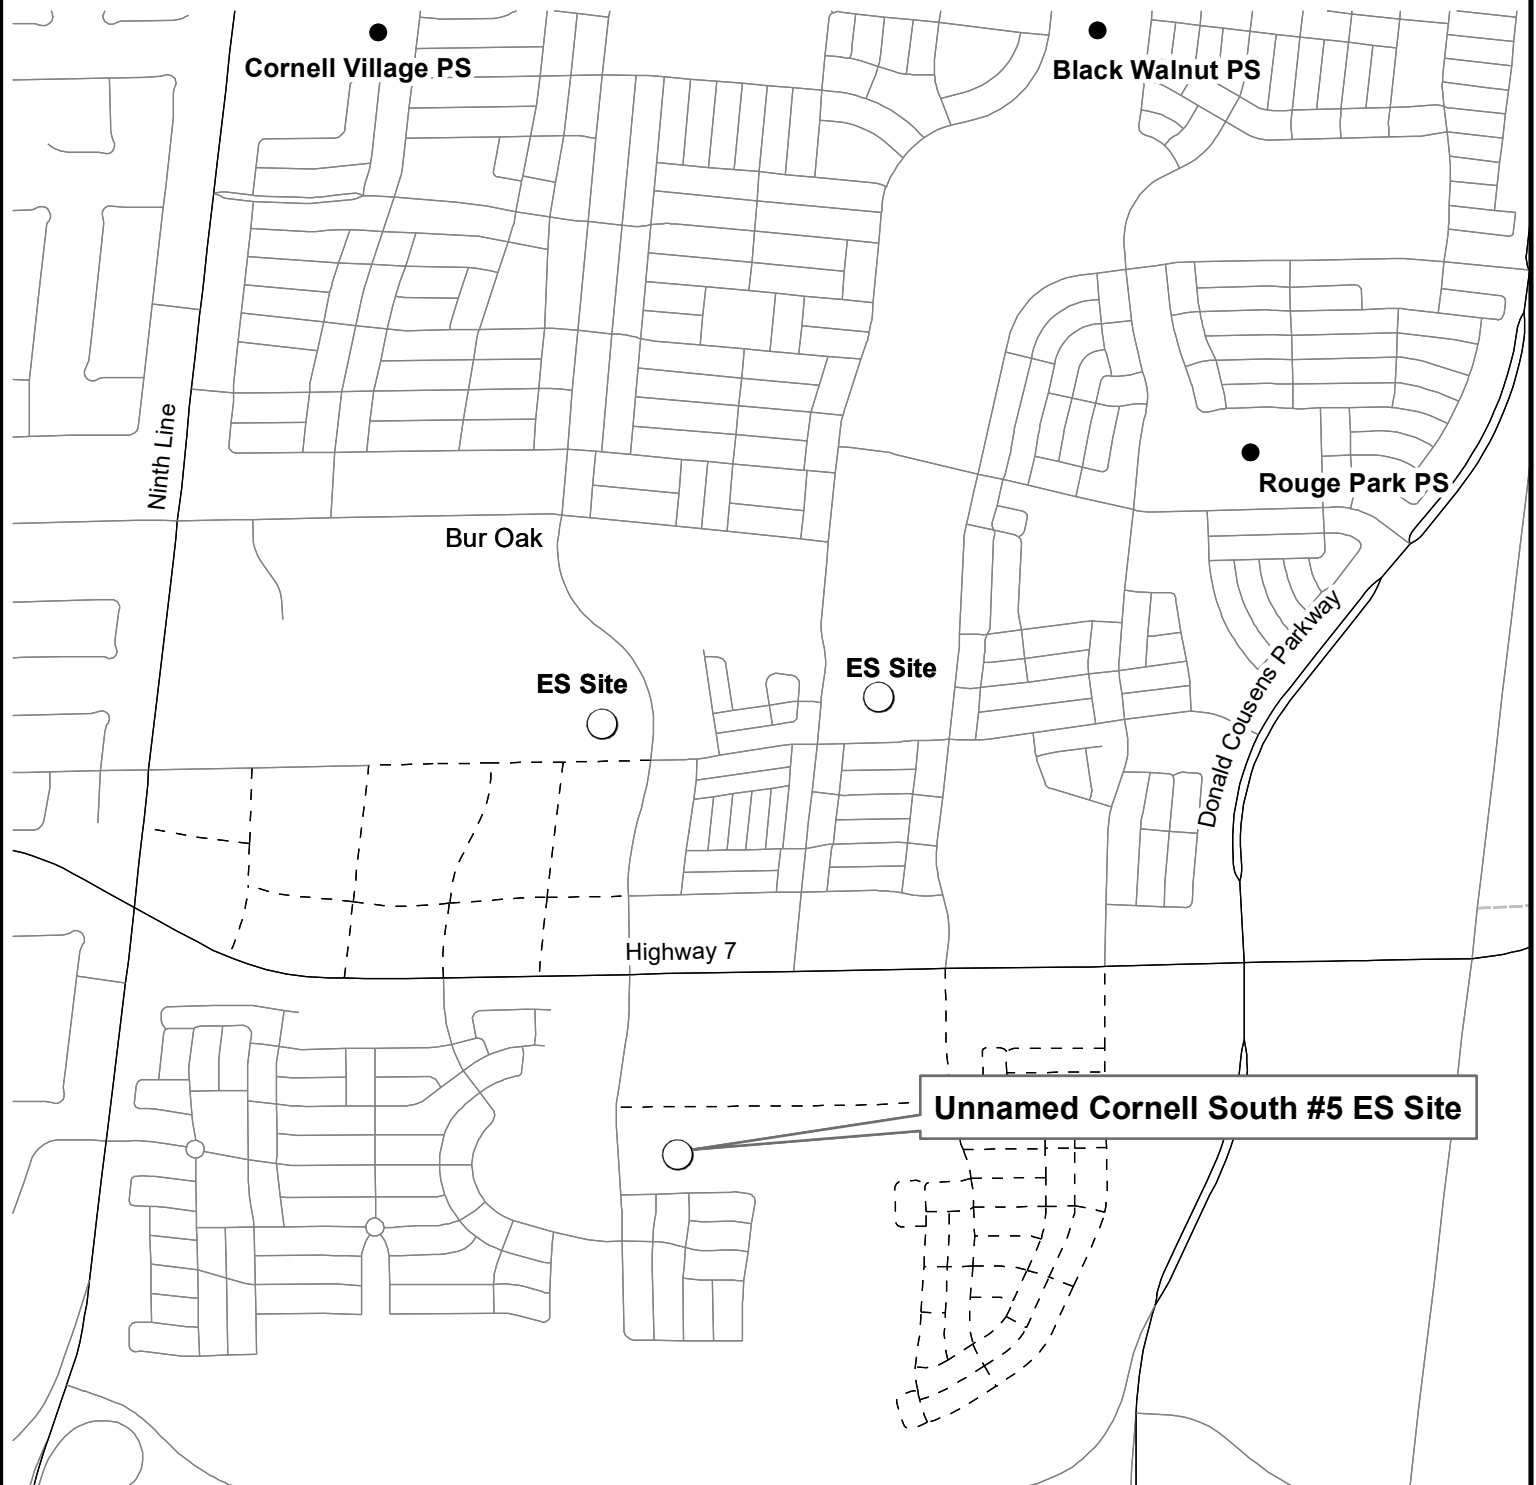 Cornell Village PS
Black Walnut PS
Ninth Line
Rouge Park PS
Bur Oak
Donald Cousens Parkway
ES Site
ES Site
Highway 7
Unnamed Cornell South #5 ES Site